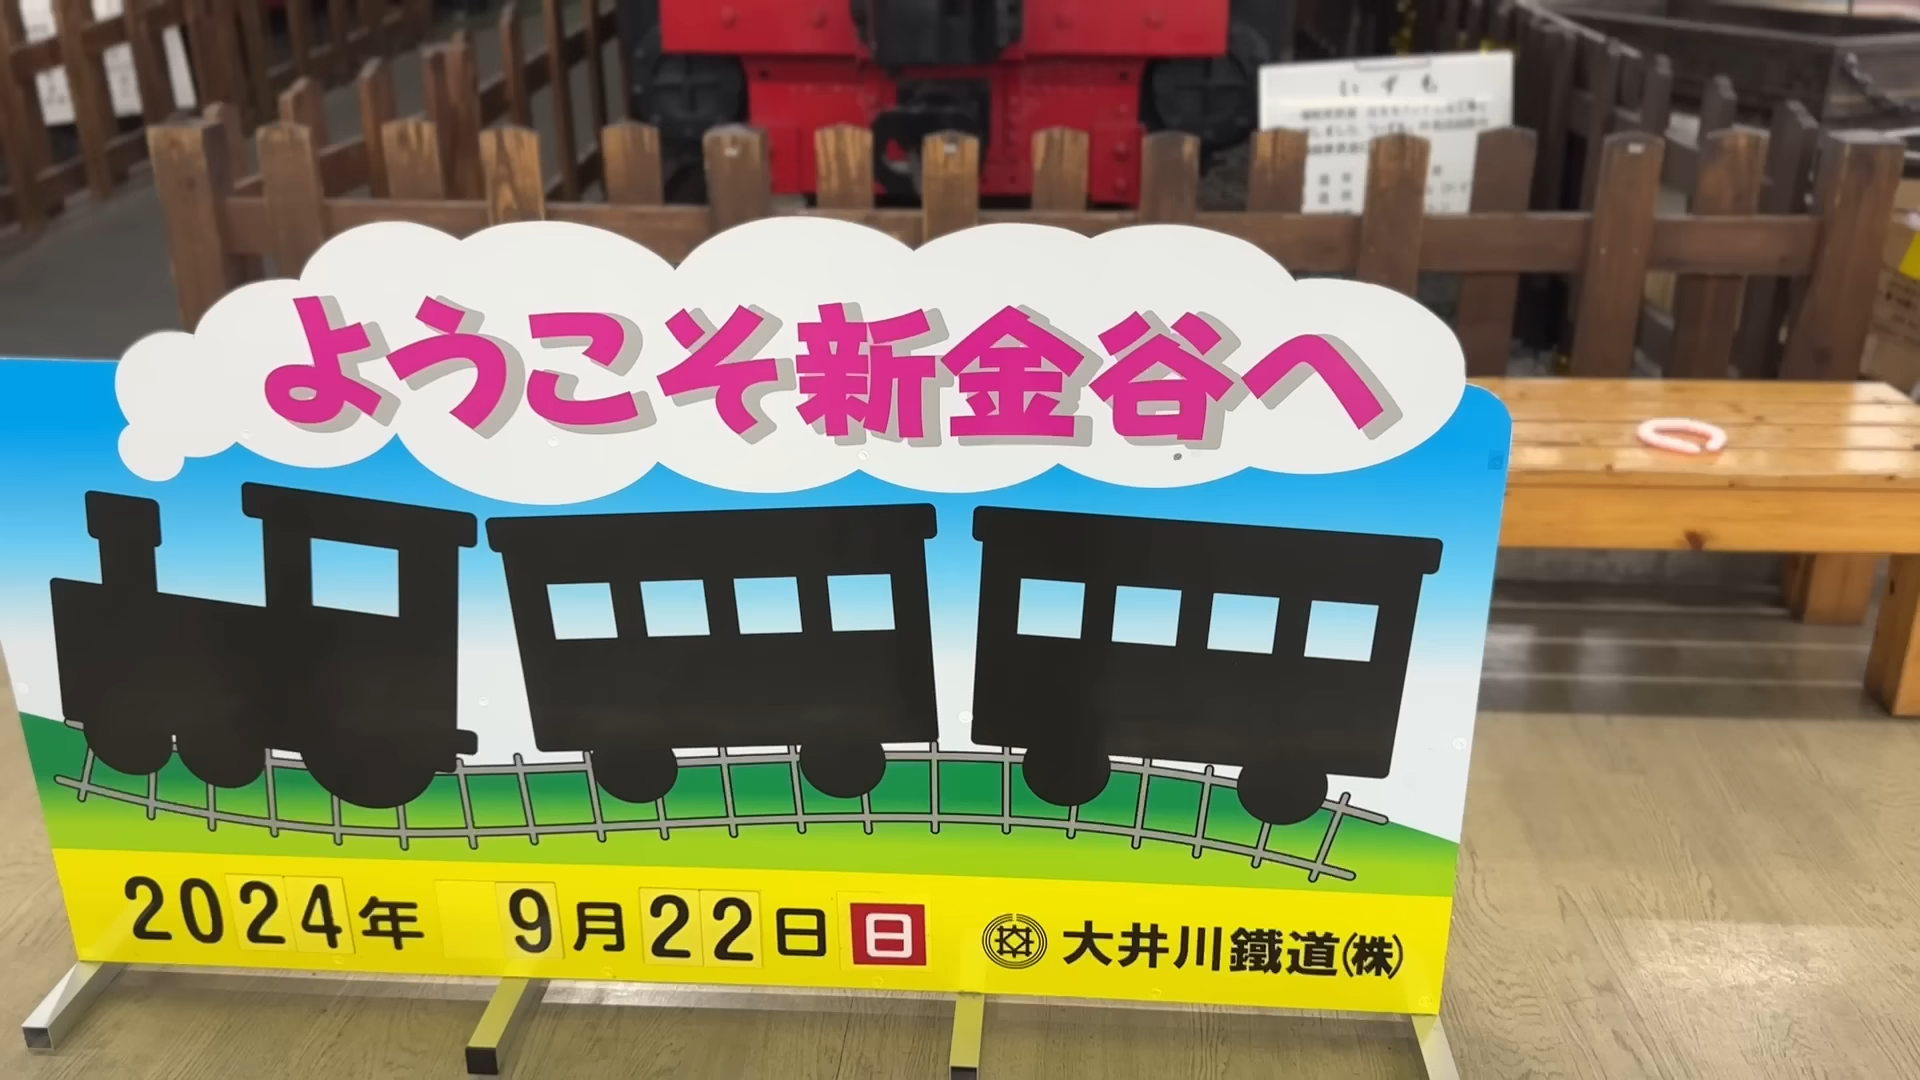 いずも
ようこそ新金谷へ
2024年 9月22日 日 大井川鐵道㈱